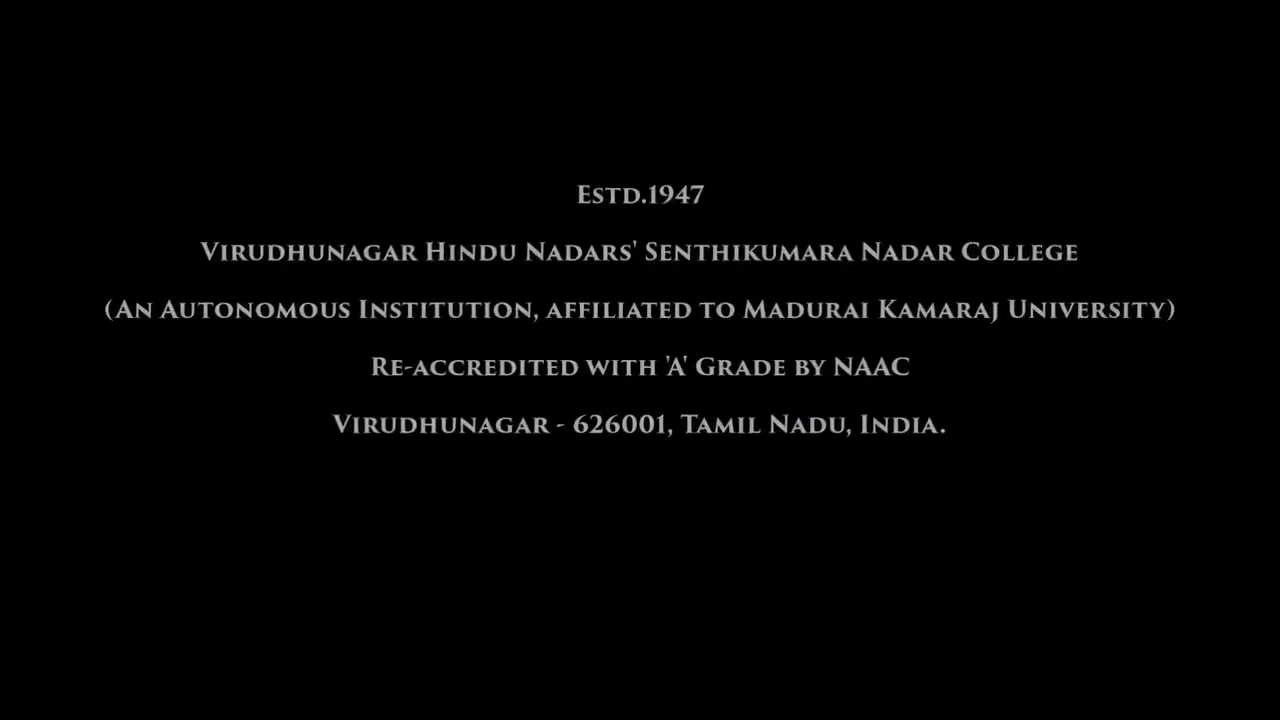 Estd.1947
Virudhunagar Hindu Nadars' Senthikumara Nadar College
(An Autonomous Institution, affiliated to Madurai Kamaraj University)
Re-accredited with 'A' Grade by NAAC
Virudhunagar - 626001, Tamil Nadu, India.